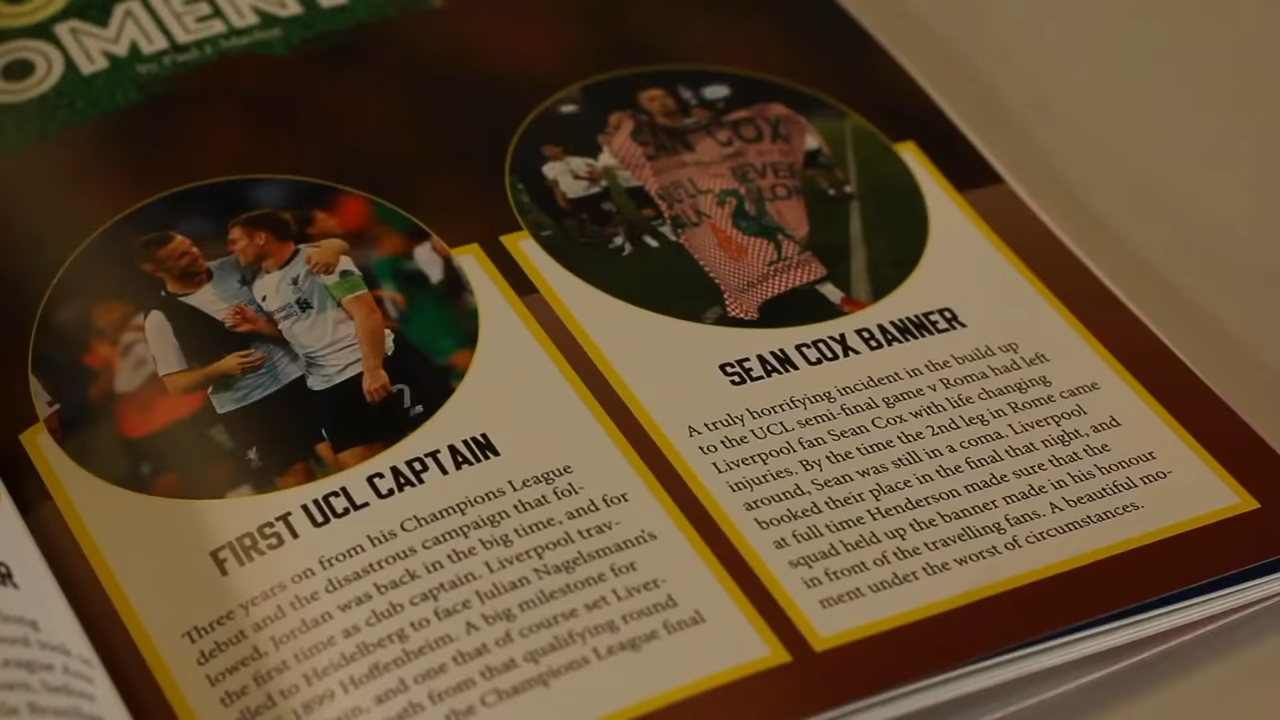 OMENT
FIRST UCL CAPTAIN
Three years on from his Champions League
debut and the disastrous campaign that fol-
lowed, Jordan was back in the big time, and for
the first time as club captain. Liverpool trav-
elled to Heidelberg to face Julian Nagelsmann's
1899 Hoffenheim. A big milestone for
and one that of course set Liver-
from that qualifying round
the Champions League final
7
SEAN COX
WALK
SEAN COX BANNER
A truly horrifying incident in the build up
to the UCL semi-final game v Roma had left
Liverpool fan Sean Cox with life changing
injuries. By the time the 2nd leg in Rome came
around, Sean was still in a coma. Liverpool
booked their place in the final that night, and
at full time Henderson made sure that the
squad held up the banner made in his honour
in front of the travelling fans. A beautiful mo-
ment under the worst of circumstances.